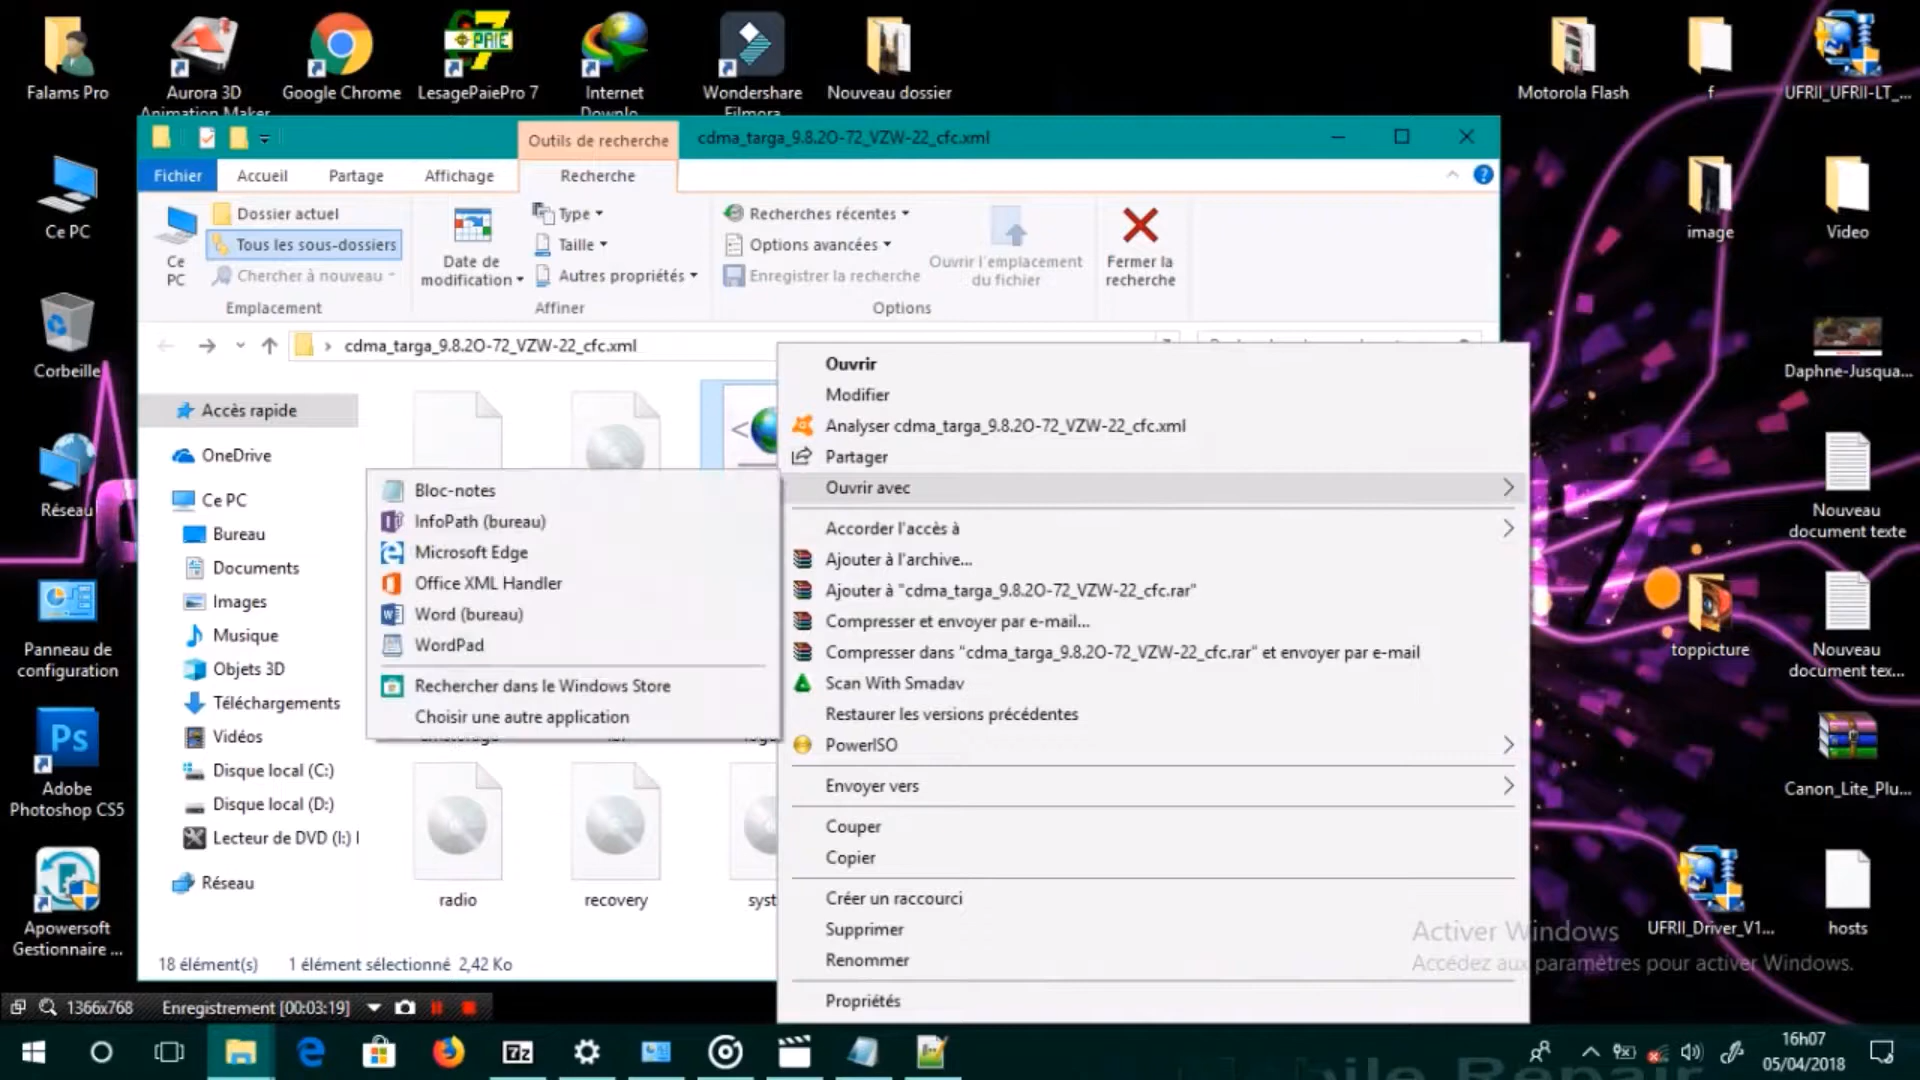 Falams Pro
Aurora 3D
Animation Maker
Google Chrome
LesagePaiePro 7
Internet
Downlo
Wondershare
Filmora
Nouveau dossier
Motorola Flash
f
UFRII_UFRII-LT_...
Outils de recherche
cdma_targa_9.8.2O-72_VZW-22_cfc.xml
Fichier
Accueil
Partage
Affichage
Recherche
Ce
PC
Dossier actuel
Tous les sous-dossiers
Chercher à nouveau
Emplacement
Date de
modification
Type
Taille
Autres propriétés
Affiner
Recherches récentes
Options avancées
Enregistrer la recherche
Ouvrir l'emplacement
du fichier
Options
Fermer la
recherche
cdma_targa_9.8.2O-72_VZW-22_cfc.xml
Ce PC
Corbeille
Réseau
Panneau de
configuration
Ps
Adobe
Photoshop CS5
Apowersoft
Gestionnaire ...
Accès rapide
OneDrive
Ce PC
Bureau
Documents
Images
Musique
Objets 3D
Téléchargements
Vidéos
Disque local (C:)
Disque local (D:)
Lecteur de DVD (I:) I
Réseau
Bloc-notes
InfoPath (bureau)
Microsoft Edge
Office XML Handler
Word (bureau)
WordPad
Rechercher dans le Windows Store
Choisir une autre application
radio
recovery
syst
18 élément(s)
1 élément sélectionné 2,42 Ko
Ouvrir
Modifier
Analyser cdma_targa_9.8.2O-72_VZW-22_cfc.xml
Partager
Ouvrir avec
Accorder l'accès à
Ajouter à l'archive...
Ajouter à "cdma_targa_9.8.2O-72_VZW-22_cfc.rar"
Compresser et envoyer par e-mail...
Compresser dans "cdma_targa_9.8.2O-72_VZW-22_cfc.rar" et envoyer par e-mail
Scan With Smadav
Restaurer les versions précédentes
PowerISO
Envoyer vers
Couper
Copier
Créer un raccourci
Supprimer
Renommer
Propriétés
image
Video
Daphne-Jusqua...
Nouveau
document texte
toppicture
Nouveau
document tex...
Canon_Lite_Plu...
UFRII_Driver_V1...
hosts
Activer Windows
Accédez aux paramètres pour activer Windows.
1366x768
Enregistrement [00:03:19]
7z
16h07
05/04/2018